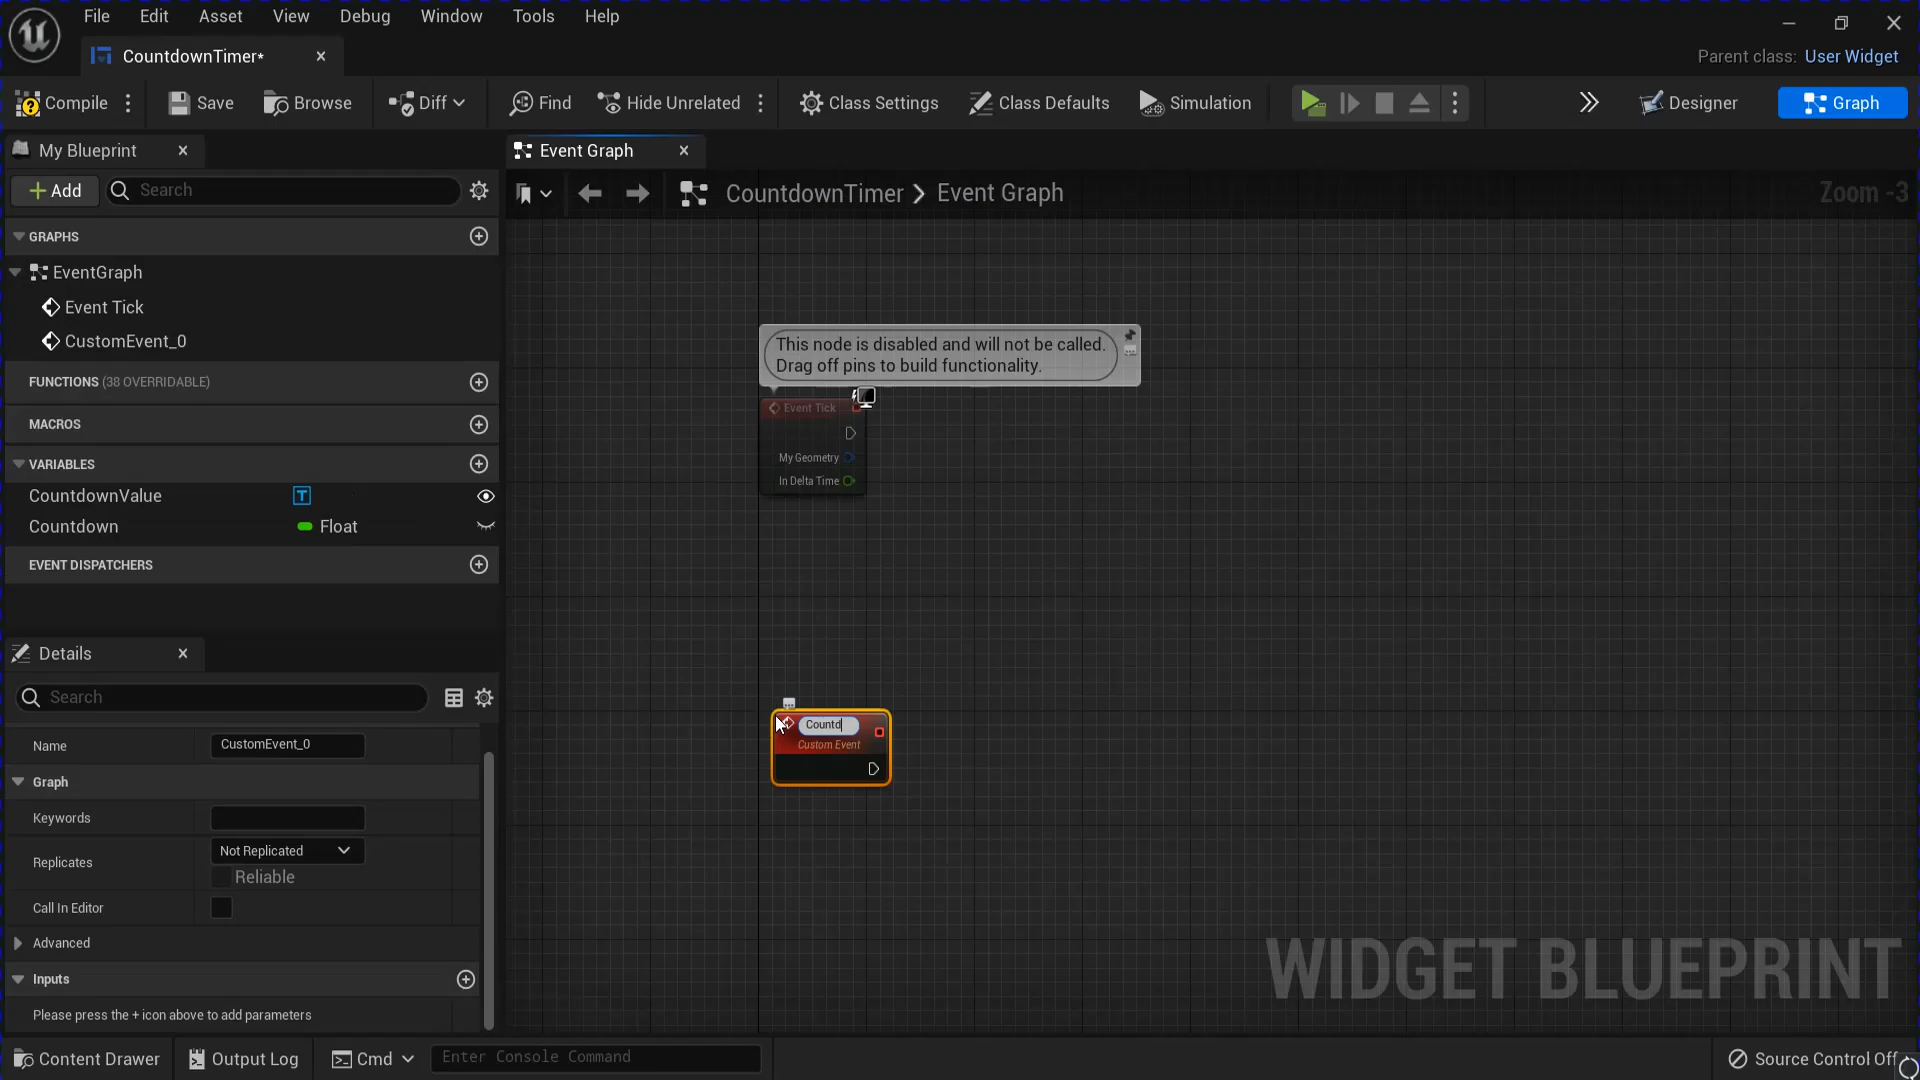 File Edit Asset View Debug Window Tools Help
CountdownTimer*
Parent class: User Widget
Compile Save Browse Diff Find Hide Unrelated Class Settings Class Defaults Simulation Designer Graph
My Blueprint
Event Graph
Add
Search
CountdownTimer Event Graph
Zoom -3
GRAPHS
EventGraph
Event Tick
CustomEvent_0
FUNCTIONS (38 OVERRIDABLE)
MACROS
VARIABLES
CountdownValue T
Countdown Float
EVENT DISPATCHERS
This node is disabled and will not be called.
Drag off pins to build functionality.
Event Tick
My Geometry
In Delta Time
Countd
Custom Event
Details
Search
Name CustomEvent_0
Graph
Keywords
Replicates Not Replicated
Reliable
Call In Editor
Advanced
Inputs
Please press the + icon above to add parameters
WIDGET BLUEPRINT
Content Drawer Output Log Cmd Enter Console Command Source Control Off